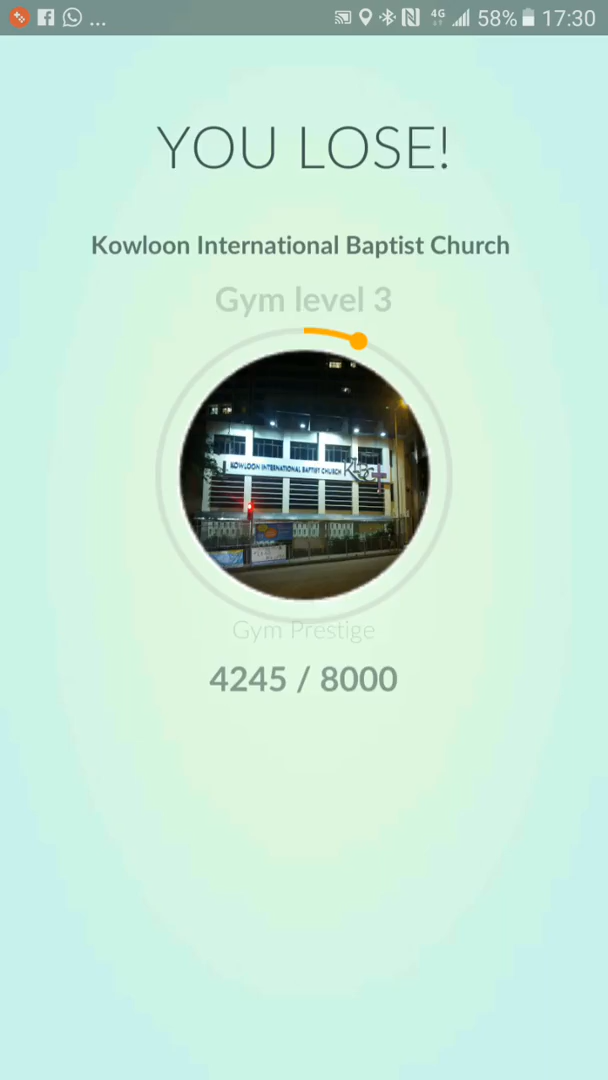 ... 4G 58% 17:30
YOU LOSE!
Kowloon International Baptist Church
Gym level 3
KOWLOON INTERNATIONAL BAPTIST CHURCH
Gym Prestige
4245 / 8000